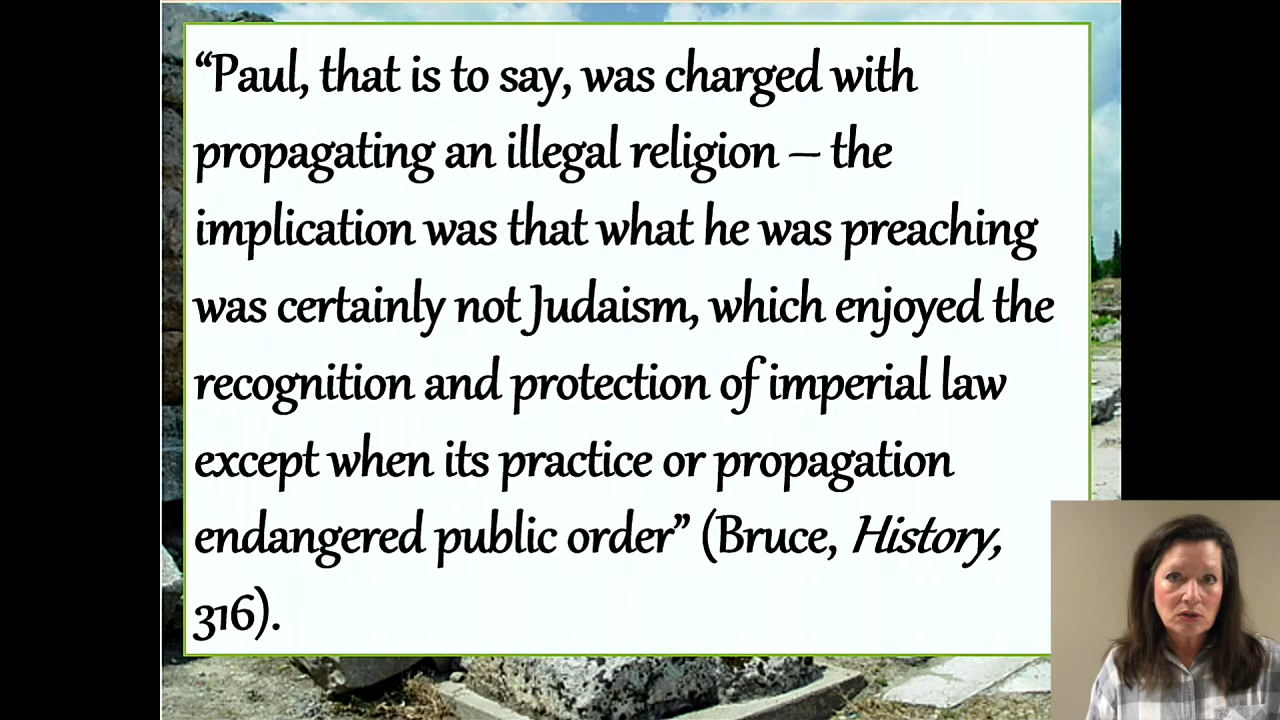 “Paul, that is to say, was charged with
propagating an illegal religion – the
implication was that what he was preaching
was certainly not Judaism, which enjoyed the
recognition and protection of imperial law
except when its practice or propagation
endangered public order” (Bruce, History,
316).